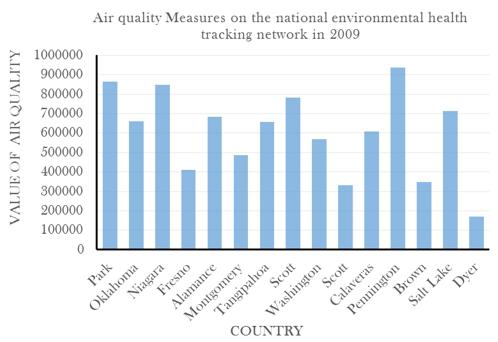 Air quality Measures on the national environmental health
tracking network in 2009
VALUE OF AIR QUALITY
1000000
900000
800000
700000
600000
500000
400000
300000
200000
100000
0
Park
Oklahoma
Niagara
Fresno
Alamance
Montgomery
Tangipahoa
Scott
Washington
Scott
Calaveras
Pennington
Brown
Salt Lake
Dyer
COUNTRY